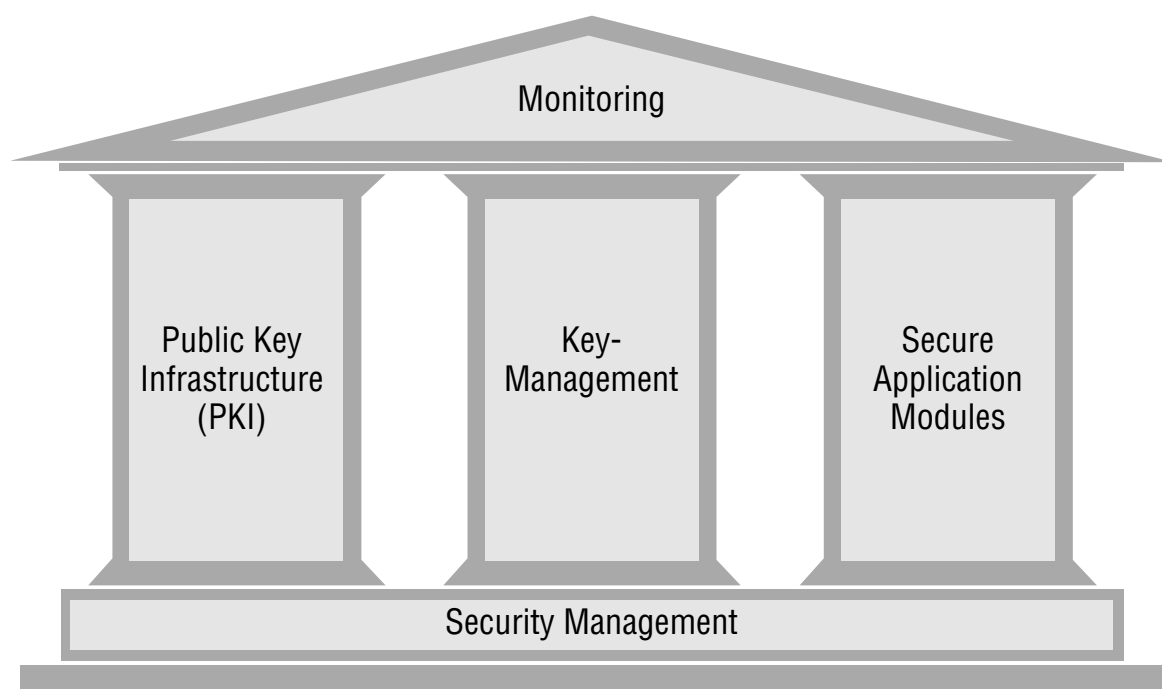 Monitoring
Public Key
Infrastructure
(PKI)
Key-
Management
Secure
Application
Modules
Security Management